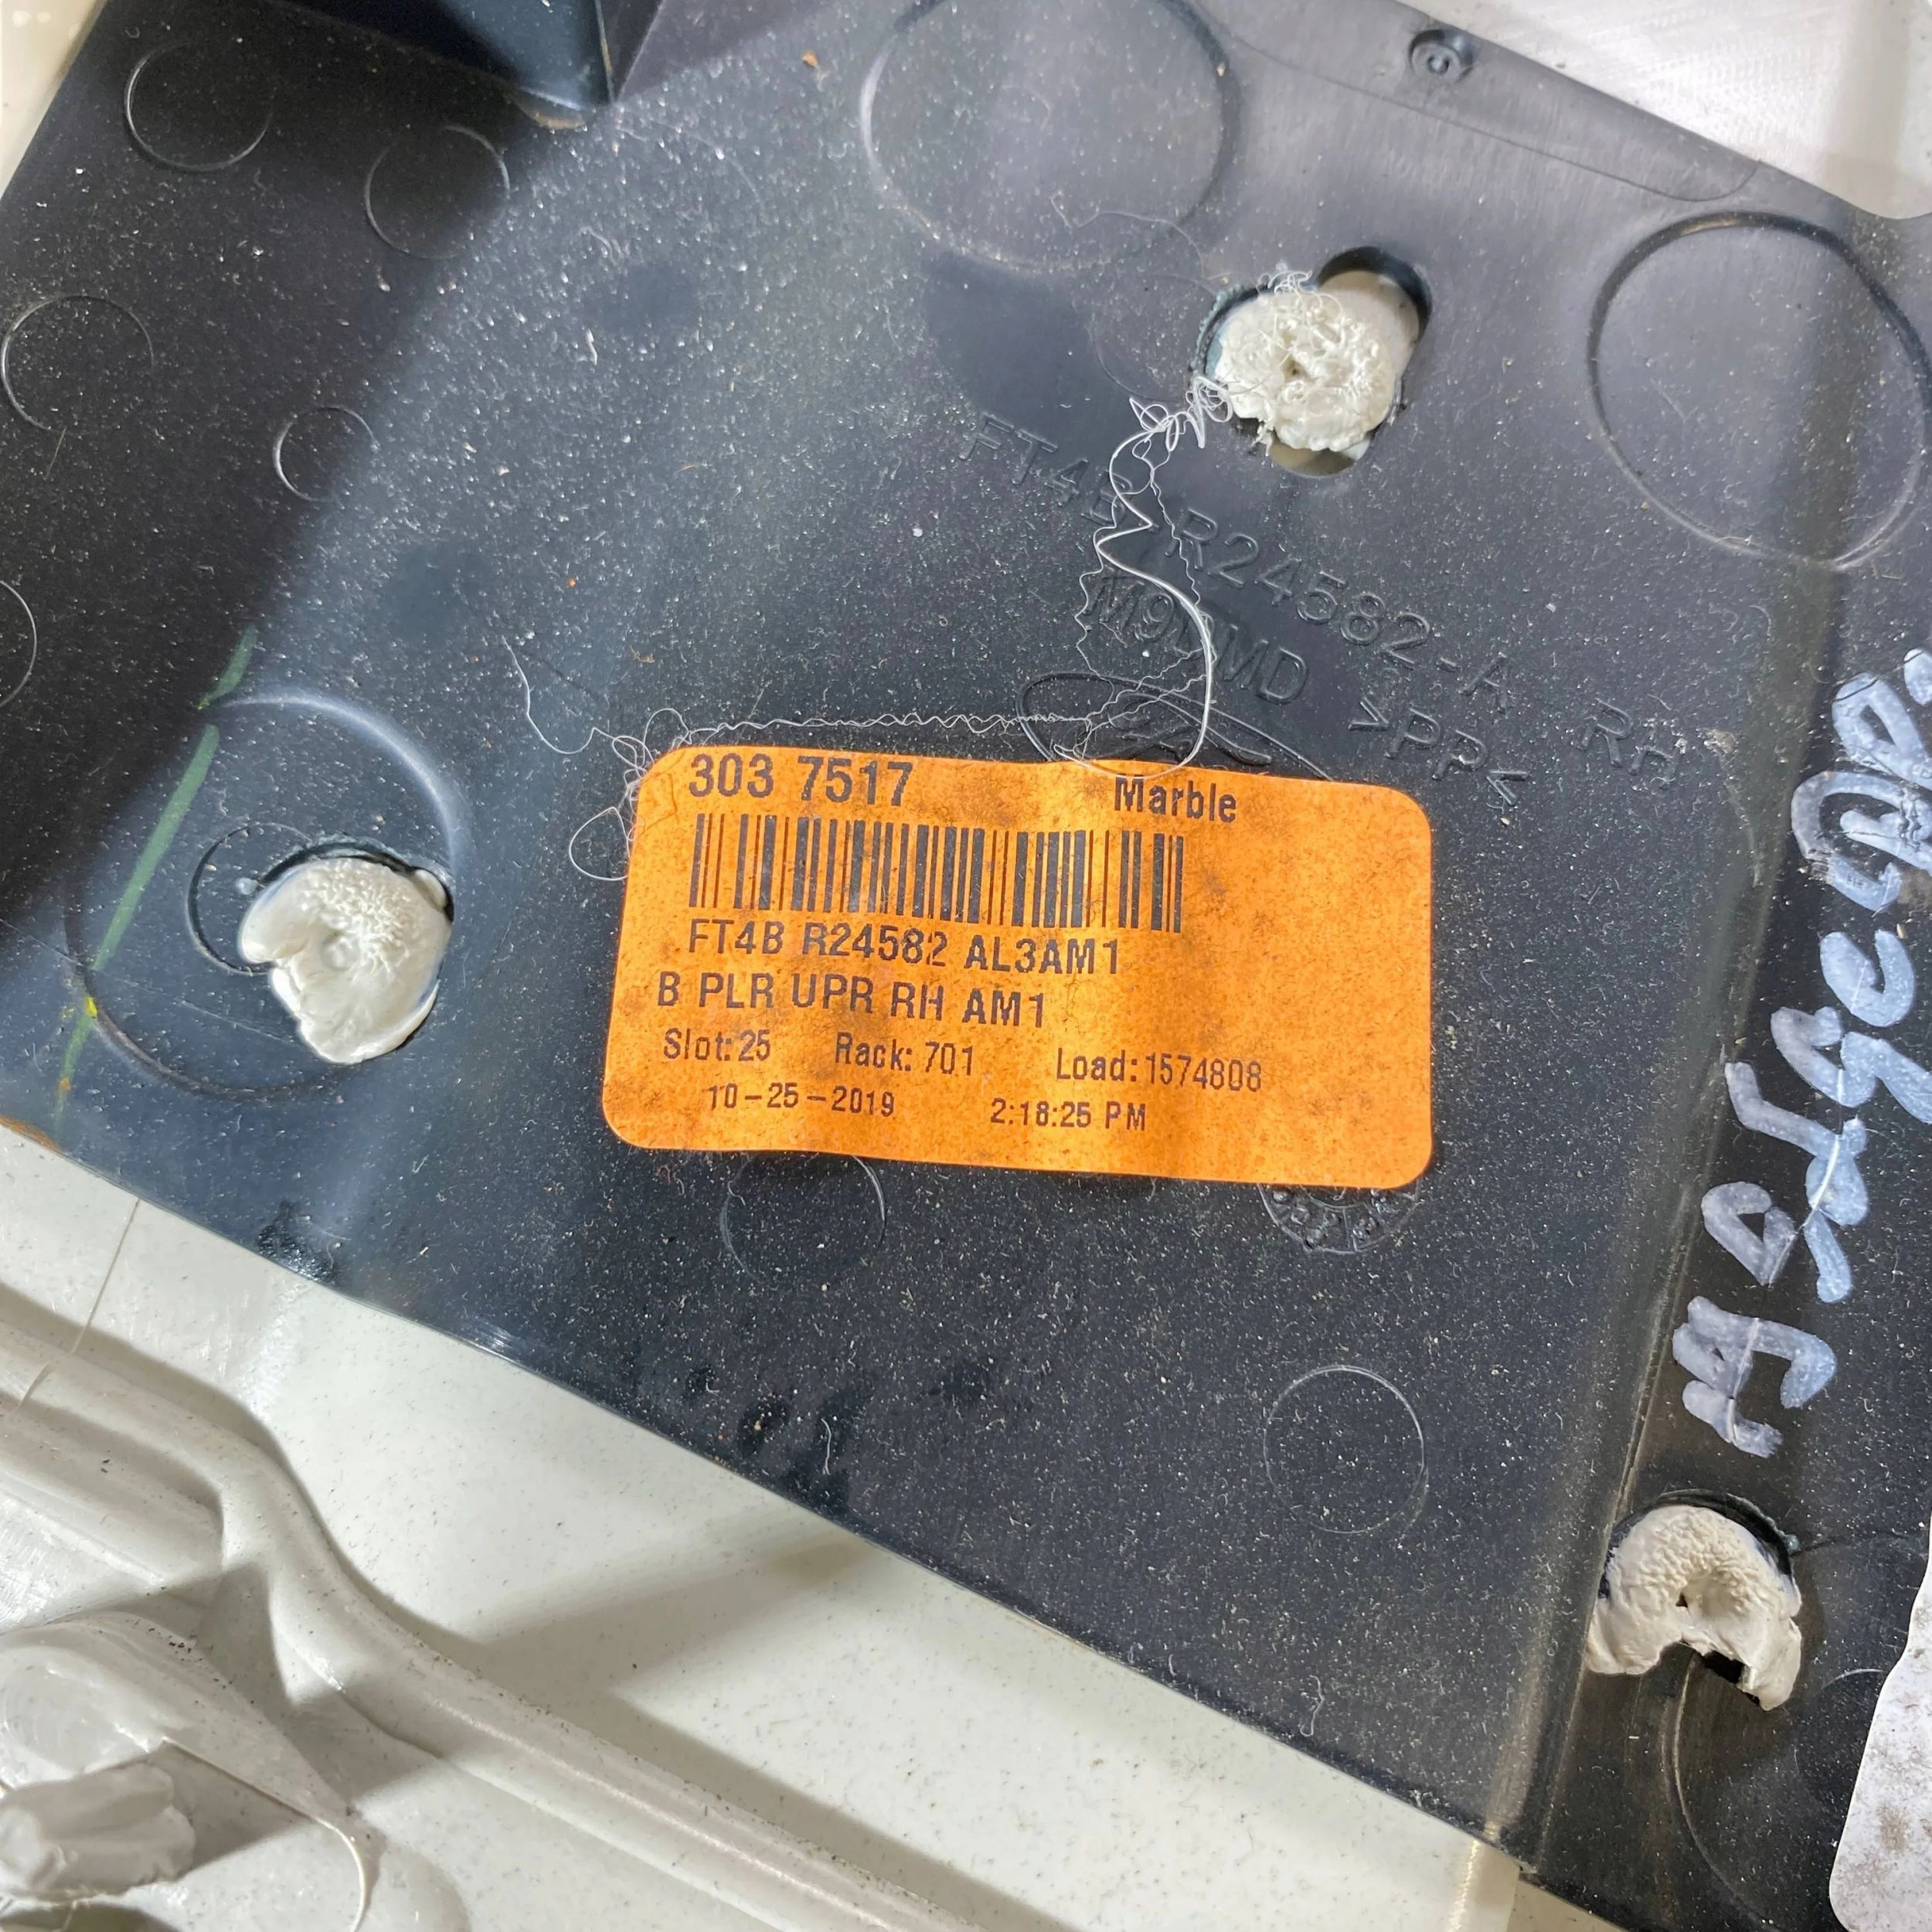 FT4B-R24582-A RH
>PP<
303 7517 Marble
FT4B R24582 AL3AM1
B PLR UPR RH AM1
Slot:25 Rack:701 Load:1574808
10-25-2019 2:18:25 PM